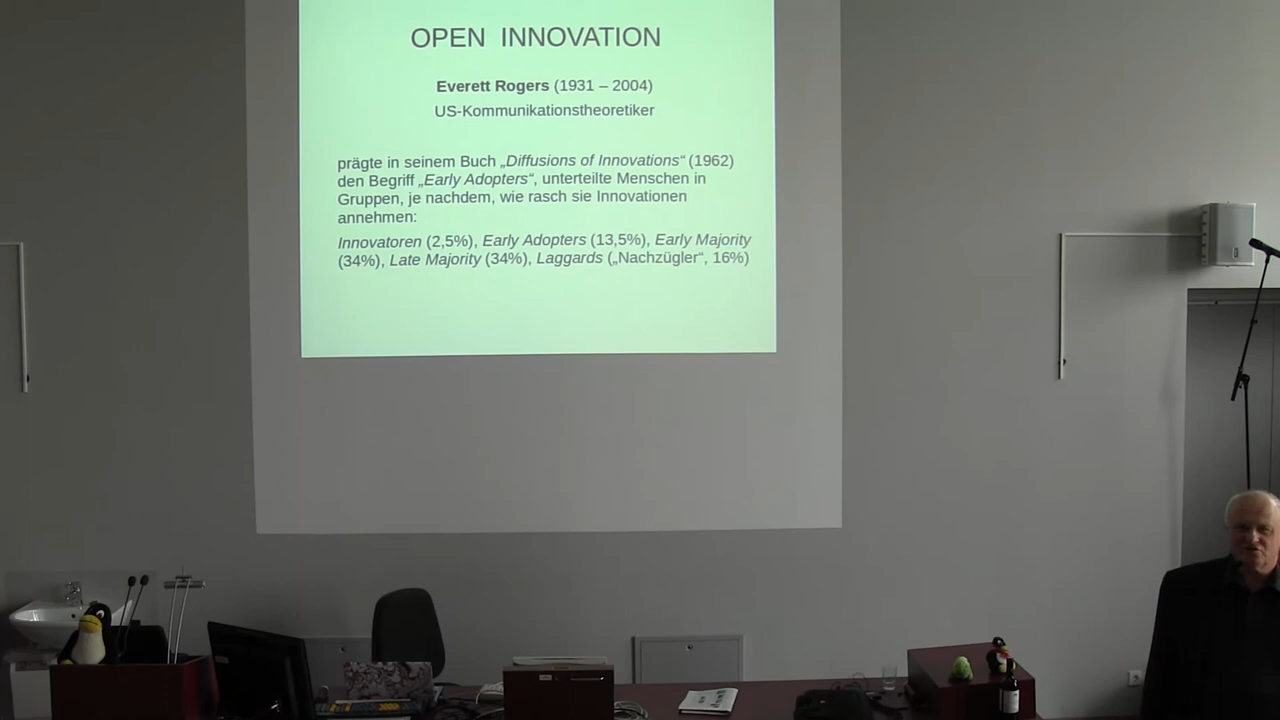 OPEN INNOVATION
Everett Rogers (1931 – 2004)
US-Kommunikationstheoretiker
prägte in seinem Buch „Diffusions of Innovations“ (1962)
den Begriff „Early Adopters“, unterteilte Menschen in
Gruppen, je nachdem, wie rasch sie Innovationen
annehmen:
Innovatoren (2,5%), Early Adopters (13,5%), Early Majority
(34%), Late Majority (34%), Laggards („Nachzügler“, 16%)